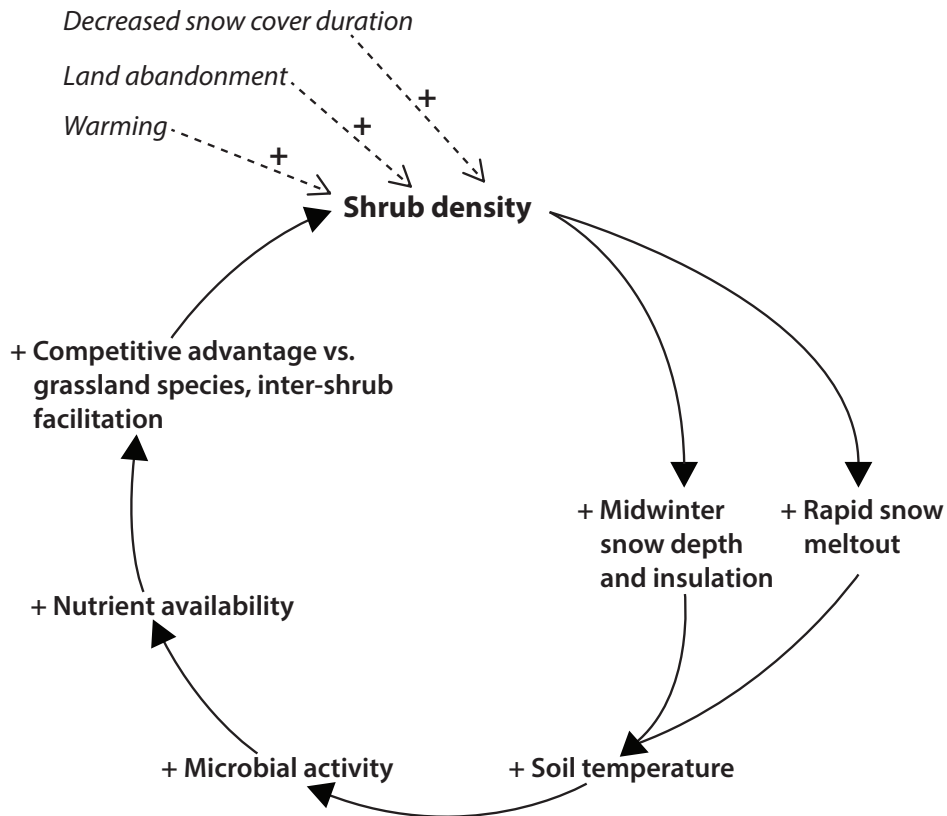 Decreased snow cover duration
+
Land abandonment
+
Warming
+
Shrub density
+ Competitive advantage vs.
grassland species, inter-shrub
facilitation
+ Midwinter
snow depth
and insulation
+ Rapid snow
meltout
+ Nutrient availability
+ Microbial activity
+ Soil temperature